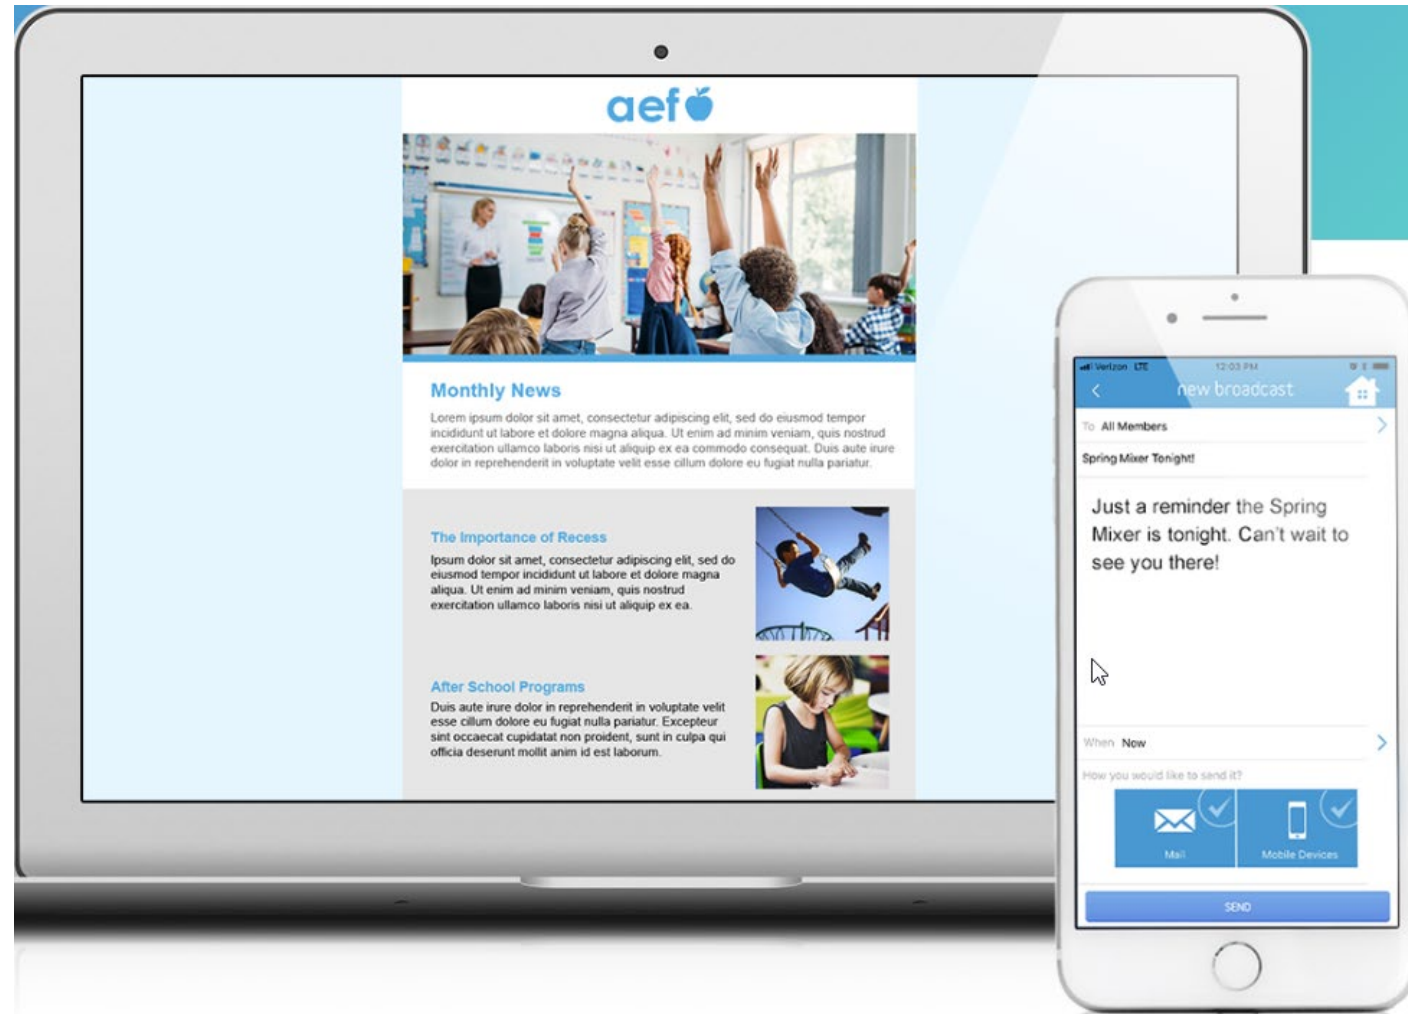 aef
Monthly News
Lorem ipsum dolor sit amet, consectetur adipiscing elit, sed do eiusmod tempor
incididunt ut labore et dolore magna aliqua. Ut enim ad minim veniam, quis nostrud
exercitation ullamco laboris nisi ut aliquip ex ea commodo consequat. Duis aute irure
dolor in reprehenderit in voluptate velit esse cillum dolore eu fugiat nulla pariatur.
The Importance of Recess
Ipsum dolor sit amet, consectetur adipiscing elit, sed do
eiusmod tempor incididunt ut labore et dolore magna
aliqua. Ut enim ad minim veniam, quis nostrud
exercitation ullamco laboris nisi ut aliquip ex ea.
After School Programs
Duis aute irure dolor in reprehenderit in voluptate velit
esse cillum dolore eu fugiat nulla pariatur. Excepteur
sint occaecat cupidatat non proident, sunt in culpa qui
officia deserunt mollit anim id est laborum.
Verizon LTE 12:03 PM
new broadcast
To All Members
Spring Mixer Tonight!
Just a reminder the Spring
Mixer is tonight. Can't wait to
see you there!
When Now
How you would like to send it?
Mail Mobile Devices
SEND